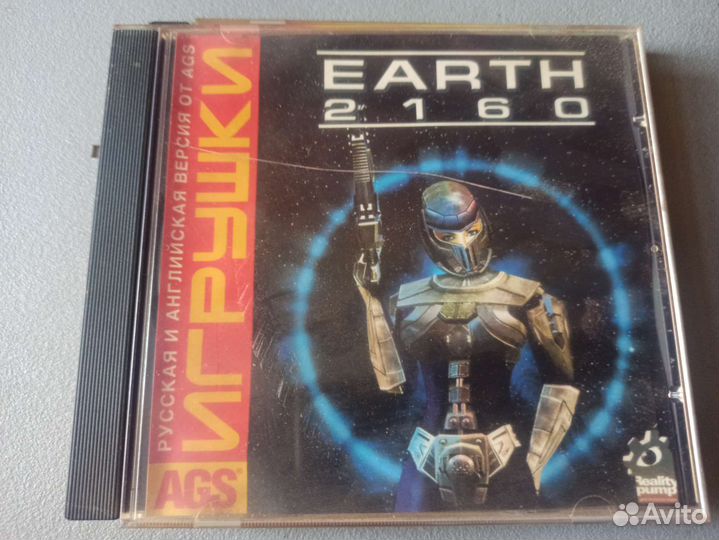 РУССКАЯ И АНГЛИЙСКАЯ ВЕРСИЯ ОТ AGS
ИГРУШКИ
AGS
EARTH
2160
Reality
pump
Avito